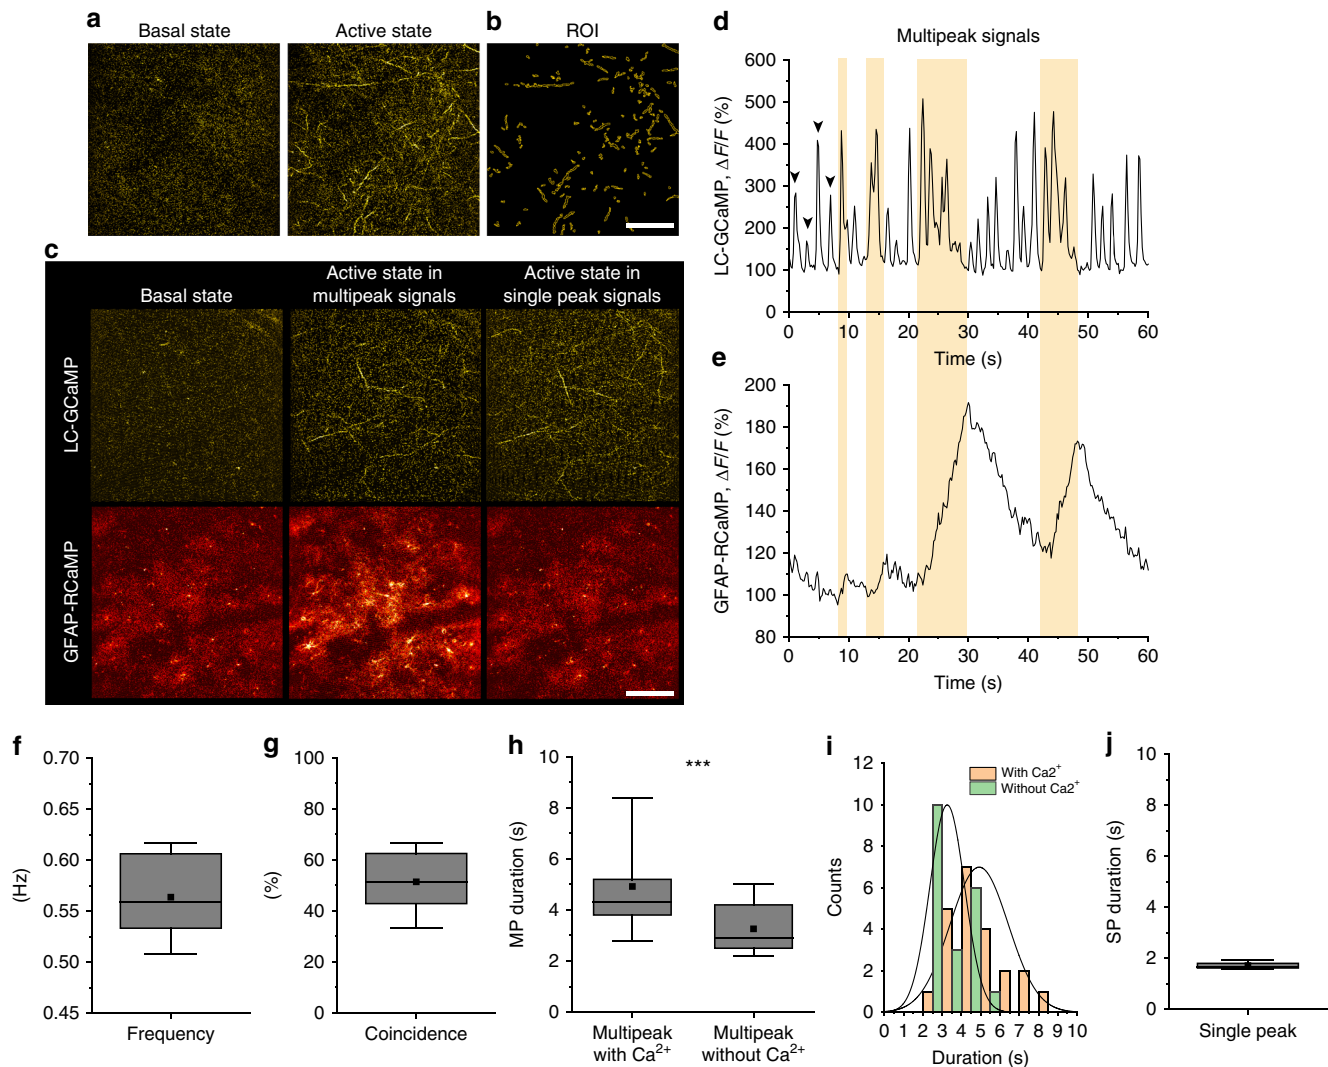 a
Basal state
Active state
b
ROI
c
Basal state
Active state in
multipeak signals
Active state in
single peak signals
LC-GCaMP
GFAP-RCaMP
d
Multipeak signals
LC-GCaMP, ΔF/F (%)
600
500
400
300
200
100
0
0 10 20 30 40 50 60
Time (s)
e
GFAP-RCaMP, ΔF/F (%)
200
180
160
140
120
100
80
0 10 20 30 40 50 60
Time (s)
f
(Hz)
0.70
0.65
0.60
0.55
0.50
0.45
Frequency
g
(%)
100
80
60
40
20
0
Coincidence
h
MP duration (s)
10
8
6
4
2
0
***
Multipeak
with Ca2+
Multipeak
without Ca2+
i
Counts
12
10
8
6
4
2
0
With Ca2+
Without Ca2+
0 1 2 3 4 5 6 7 8 9 10
Duration (s)
j
SP duration (s)
10
8
6
4
2
0
Single peak